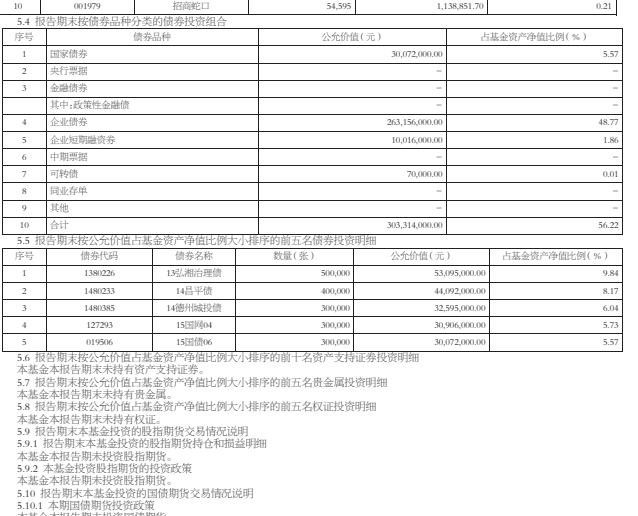 10 001979 招商蛇口 54,595 1,138,851.70 0.21
5.4 报告期末按债券品种分类的债券投资组合
序号 债券品种 公允价值(元) 占基金资产净值比例(%)
1 国家债券 30,072,000.00 5.57
2 央行票据 － －
3 金融债券 － －
其中:政策性金融债 － －
4 企业债券 263,156,000.00 48.77
5 企业短期融资券 10,016,000.00 1.86
6 中期票据 － －
7 可转债 70,000.00 0.01
8 同业存单 － －
9 其他 － －
10 合计 303,314,000.00 56.22
5.5 报告期末按公允价值占基金资产净值比例大小排序的前五名债券投资明细
序号 债券代码 债券名称 数量(张) 公允价值(元) 占基金资产净值比例(%)
1 1380226 13弘湘治理债 500,000 53,095,000.00 9.84
2 1480233 14昌平债 400,000 44,092,000.00 8.17
3 1480385 14德州城投债 300,000 32,595,000.00 6.04
4 127293 15国网04 300,000 30,906,000.00 5.73
5 019506 15国债06 300,000 30,072,000.00 5.57
5.6 报告期末按公允价值占基金资产净值比例大小排序的前十名资产支持证券投资明细
本基金本报告期末未持有资产支持证券。
5.7 报告期末按公允价值占基金资产净值比例大小排序的前五名贵金属投资明细
本基金本报告期末未持有贵金属。
5.8 报告期末按公允价值占基金资产净值比例大小排序的前五名权证投资明细
本基金本报告期末未持有权证。
5.9 报告期末本基金投资的股指期货交易情况说明
5.9.1 报告期末本基金投资的股指期货持仓和损益明细
本基金本报告期末未投资股指期货。
5.9.2 本基金投资股指期货的投资政策
本基金本报告期末未投资股指期货。
5.10 报告期末本基金投资的国债期货交易情况说明
5.10.1 本期国债期货投资政策